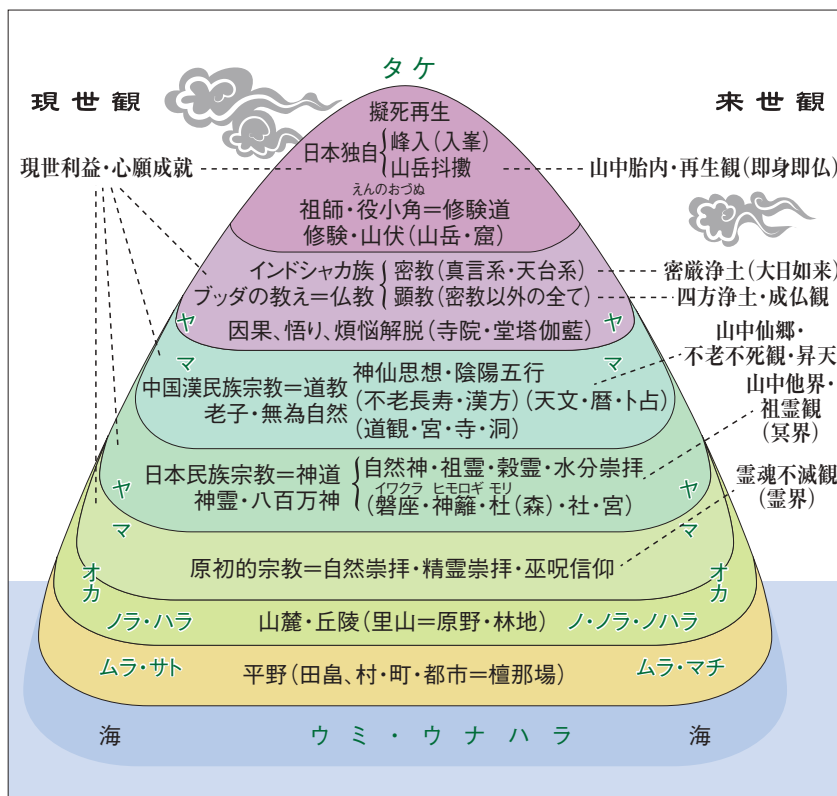 タケ
現世観
来世観
擬死再生
日本独自
峰入(入峯)
山岳抖擻
現世利益・心願成就
山中胎内・再生観(即身即仏)
えんのおづぬ
祖師・役小角=修験道
修験・山伏(山岳・窟)
インドシャカ族
密教(真言系・天台系)
密厳浄土(大日如来)
ブッダの教え=仏教
顕教(密教以外の全て)
四方浄土・成仏観
ヤマ
因果、悟り、煩悩解脱(寺院・堂塔伽藍)
ヤマ
山中仙郷・
不老不死観・昇天
神仙思想・陰陽五行
中国漢民族宗教=道教
(不老長寿・漢方)(天文・暦・卜占)
老子・無為自然
(道観・宮・寺・洞)
山中他界・
祖霊観
(冥界)
日本民族宗教=神道
自然神・祖霊・穀霊・水分崇拝
神霊・八百万神
イワクラ ヒモロギ モリ
(磐座・神籬・杜(森)・社・宮)
霊魂不滅観
(霊界)
ヤマ
ヤマ
原初的宗教=自然崇拝・精霊崇拝・巫呪信仰
オカ
オカ
ノラ・ハラ
山麓・丘陵(里山=原野・林地)
ノ・ノラ・ノハラ
ムラ・サト
平野(田畠、村・町・都市=檀那場)
ムラ・マチ
海
ウミ・ウナハラ
海